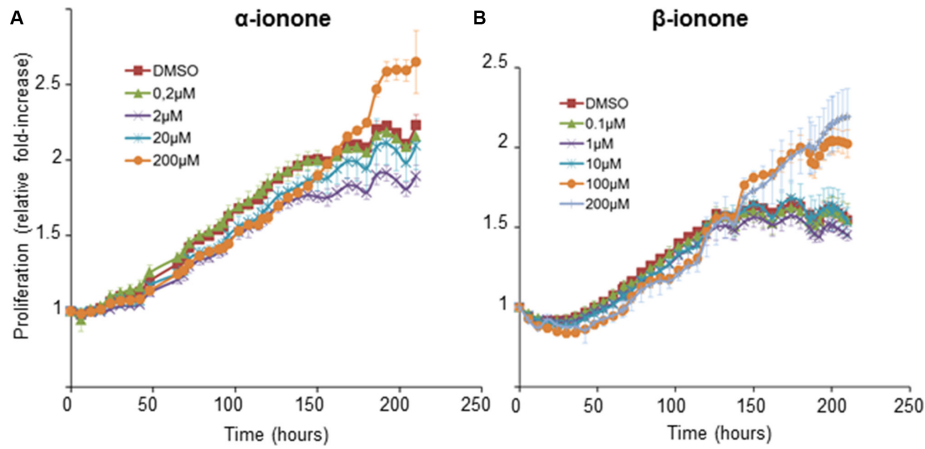 A
α-ionone
B
β-ionone
Proliferation (relative fold-increase)
2.5
2
1.5
1
DMSO
0,2µM
2µM
20µM
200µM
0
50
100
150
200
250
Time (hours)
2.5
2
1.5
1
DMSO
0.1µM
1µM
10µM
100µM
200µM
0
50
100
150
200
250
Time (hours)